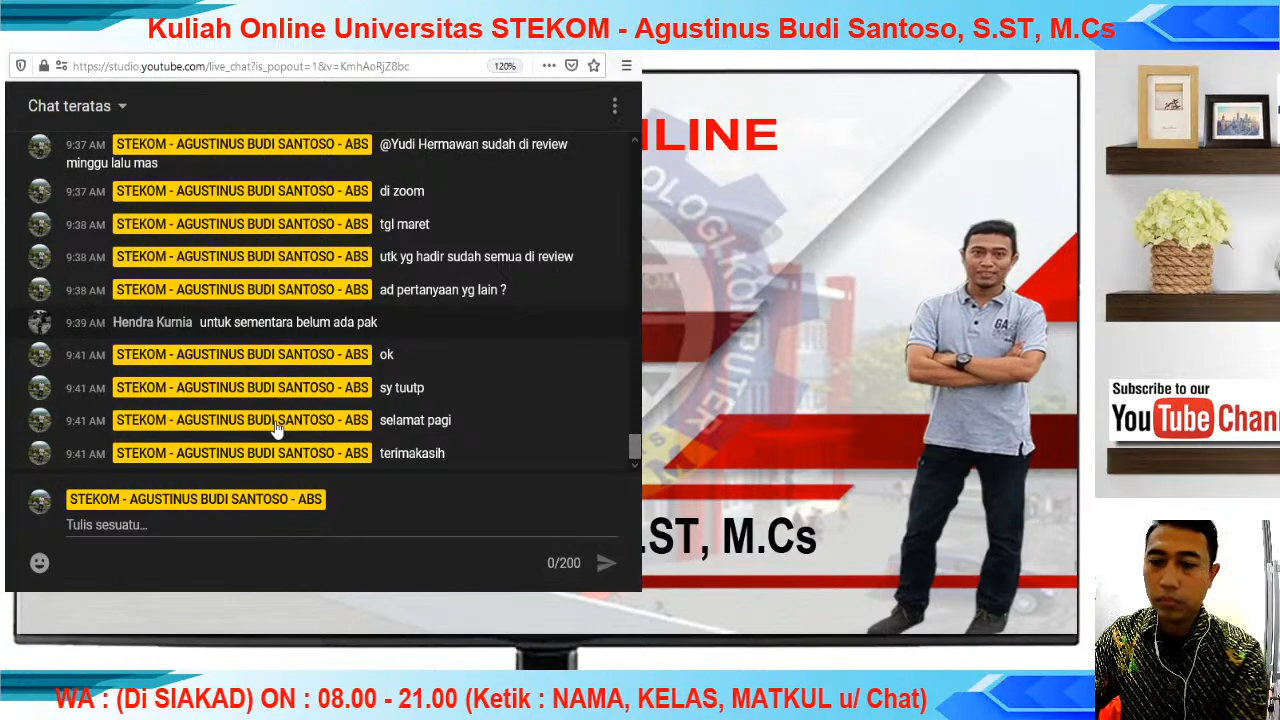 Kuliah Online Universitas STEKOM - Agustinus Budi Santoso, S.ST, M.Cs
https://studio.youtube.com/live_chat?is_popout=1&v=KmhAoRjZ8bc
120%
Chat teratas
9:37 AM STEKOM - AGUSTINUS BUDI SANTOSO - ABS @Yudi Hermawan sudah di review
minggu lalu mas
9:37 AM STEKOM - AGUSTINUS BUDI SANTOSO - ABS di zoom
9:38 AM STEKOM - AGUSTINUS BUDI SANTOSO - ABS tgl maret
9:38 AM STEKOM - AGUSTINUS BUDI SANTOSO - ABS utk yg hadir sudah semua di review
9:38 AM STEKOM - AGUSTINUS BUDI SANTOSO - ABS ad pertanyaan yg lain ?
9:39 AM Hendra Kurnia untuk sementara belum ada pak
9:41 AM STEKOM - AGUSTINUS BUDI SANTOSO - ABS ok
9:41 AM STEKOM - AGUSTINUS BUDI SANTOSO - ABS sy tuutp
9:41 AM STEKOM - AGUSTINUS BUDI SANTOSO - ABS selamat pagi
9:41 AM STEKOM - AGUSTINUS BUDI SANTOSO - ABS terimakasih
STEKOM - AGUSTINUS BUDI SANTOSO - ABS
Tulis sesuatu...
0/200
NLINE
OLOGI KOMPUTER
GA
.ST, M.Cs
Subscribe to our
YouTube Chann
WA : (Di SIAKAD) ON : 08.00 - 21.00 (Ketik : NAMA, KELAS, MATKUL u/ Chat)